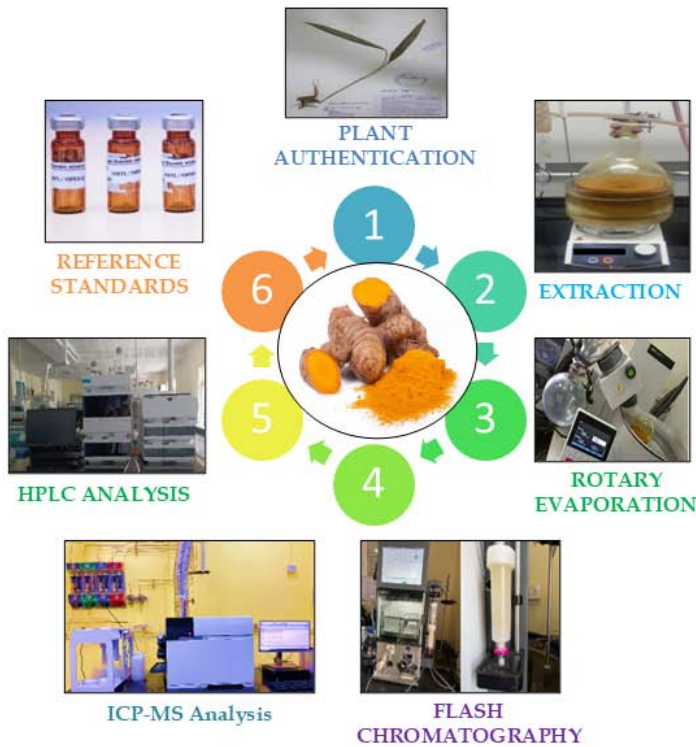 PLANT
AUTHENTICATION
1
2
EXTRACTION
3
ROTARY
EVAPORATION
4
FLASH
CHROMATOGRAPHY
ICP-MS Analysis
5
HPLC ANALYSIS
6
REFERENCE
STANDARDS